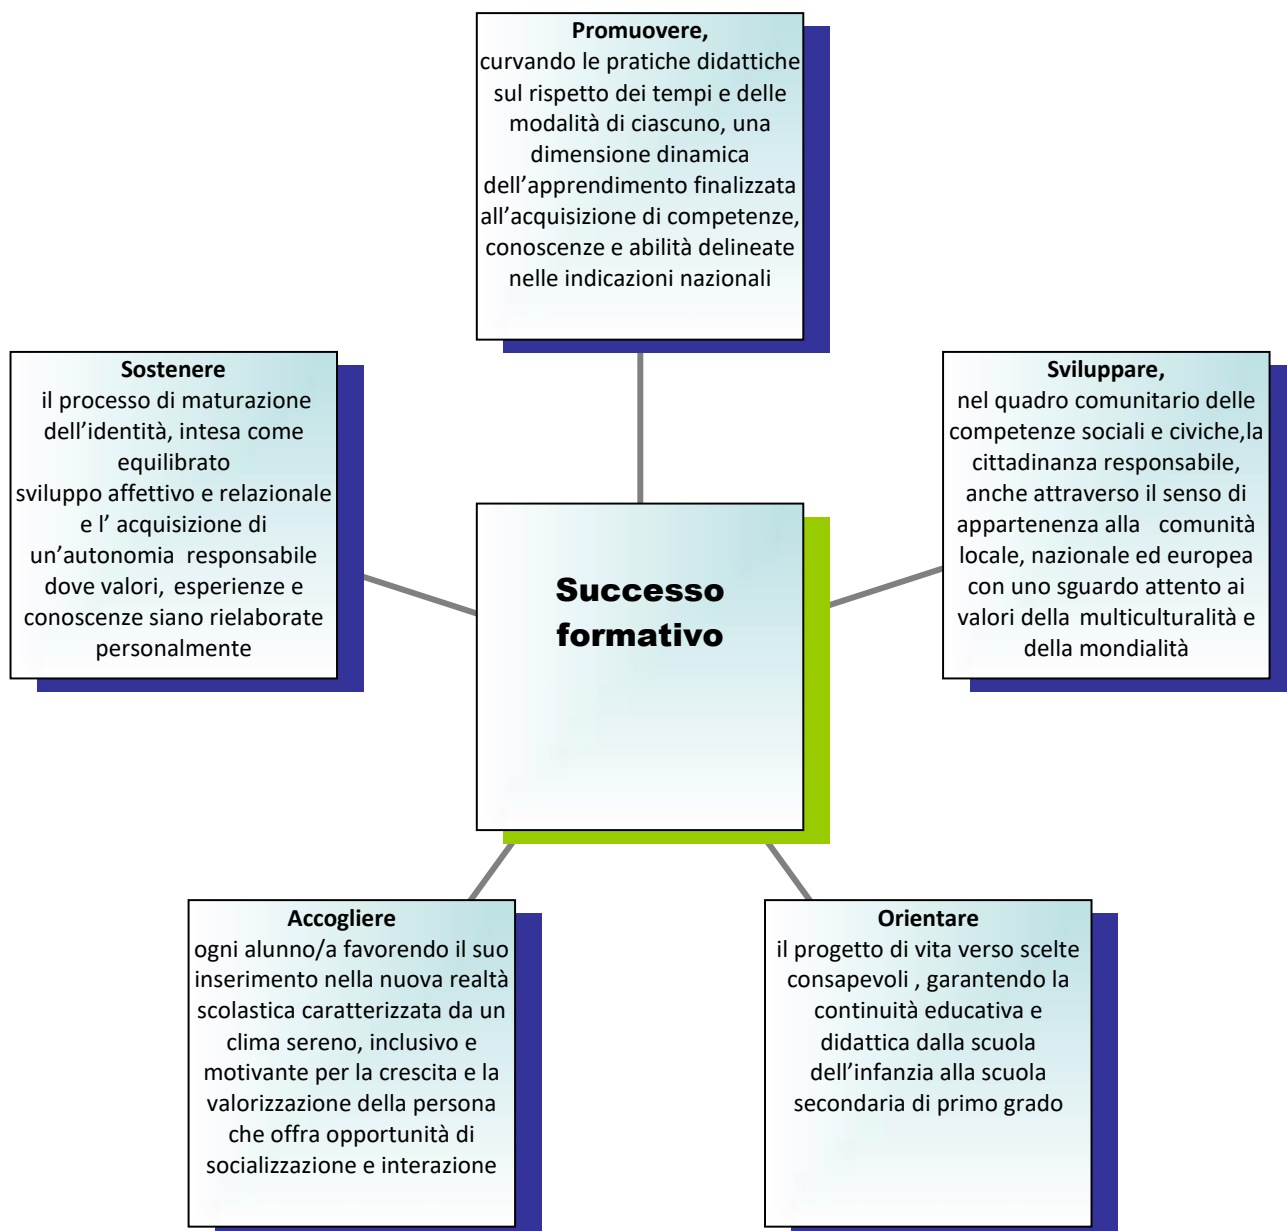 Promuovere,
curvando le pratiche didattiche
sul rispetto dei tempi e delle
modalità di ciascuno, una
dimensione dinamica
dell’apprendimento finalizzata
all’acquisizione di competenze,
conoscenze e abilità delineate
nelle indicazioni nazionali
Sostenere
il processo di maturazione
dell’identità, intesa come
equilibrato
sviluppo affettivo e relazionale
e l’ acquisizione di
un’autonomia responsabile
dove valori, esperienze e
conoscenze siano rielaborate
personalmente
Sviluppare,
nel quadro comunitario delle
competenze sociali e civiche,la
cittadinanza responsabile,
anche attraverso il senso di
appartenenza alla comunità
locale, nazionale ed europea
con uno sguardo attento ai
valori della multiculturalità e
della mondialità
Successo
formativo
Accogliere
ogni alunno/a favorendo il suo
inserimento nella nuova realtà
scolastica caratterizzata da un
clima sereno, inclusivo e
motivante per la crescita e la
valorizzazione della persona
che offra opportunità di
socializzazione e interazione
Orientare
il progetto di vita verso scelte
consapevoli , garantendo la
continuità educativa e
didattica dalla scuola
dell’infanzia alla scuola
secondaria di primo grado